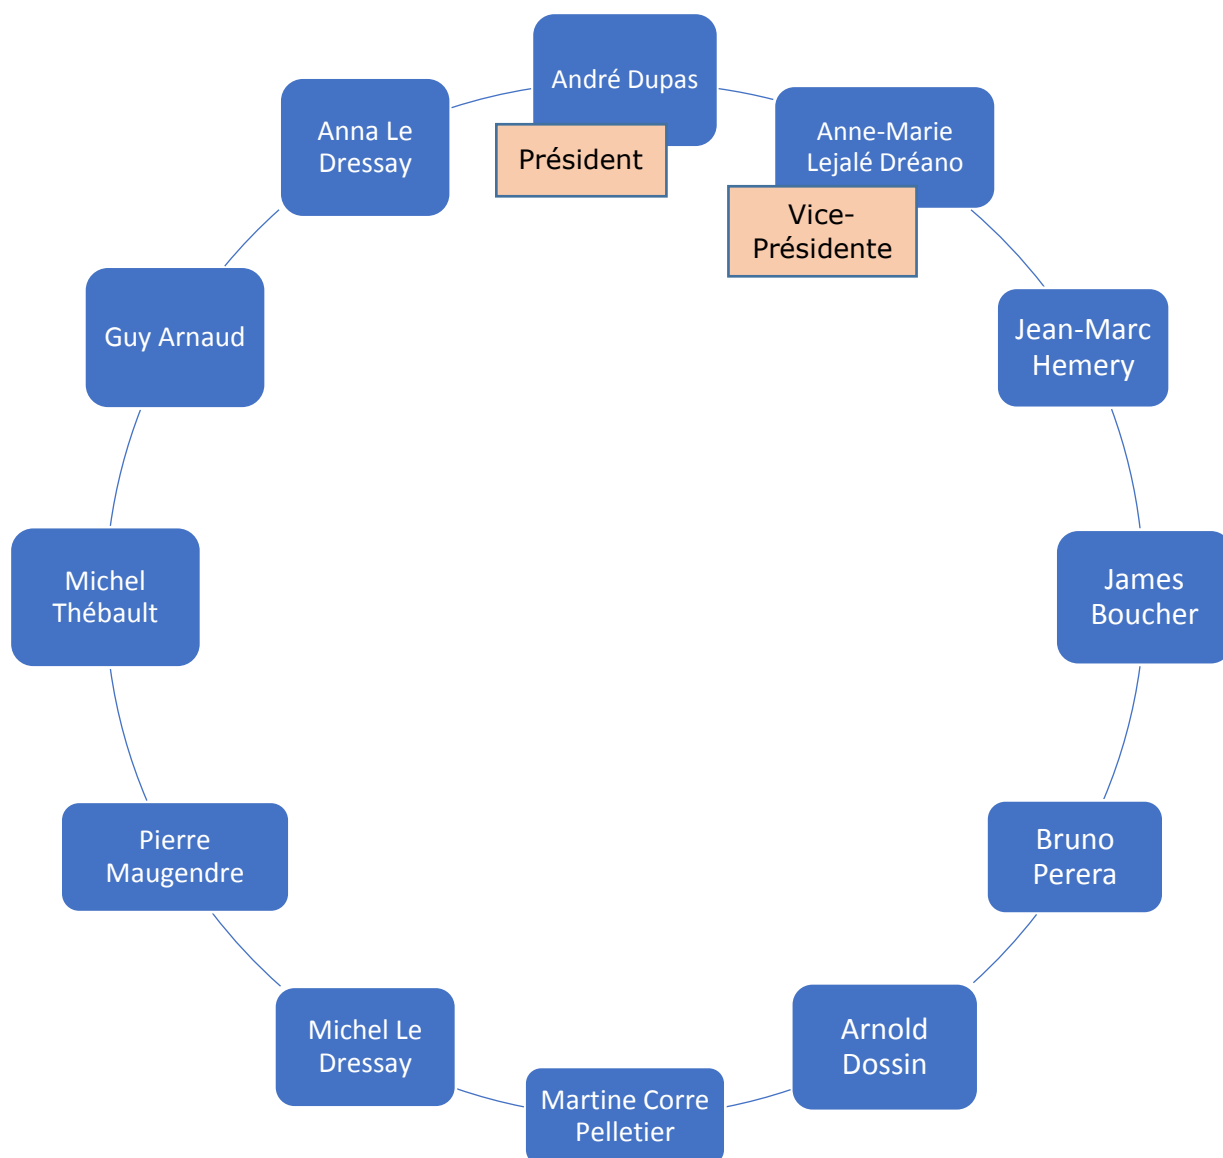 André Dupas
Président
Anne-Marie
Lejalé Dréano
Vice-
Présidente
Jean-Marc
Hemery
James
Boucher
Bruno
Perera
Arnold
Dossin
Martine Corre
Pelletier
Michel Le
Dressay
Pierre
Maugendre
Michel
Thébault
Guy Arnaud
Anna Le
Dressay